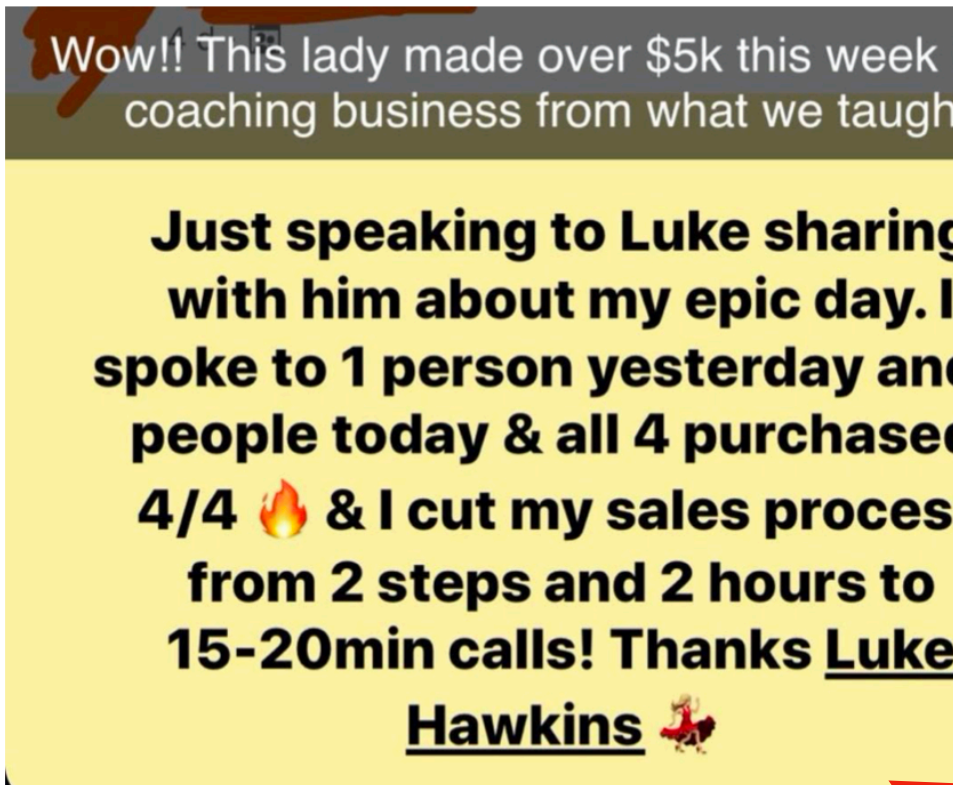 Wow!! This lady made over $5k this week
coaching business from what we taugh
Just speaking to Luke sharing
with him about my epic day. I
spoke to 1 person yesterday and
people today & all 4 purchased
4/4 🔥 & I cut my sales proces
from 2 steps and 2 hours to
15-20min calls! Thanks Luke
Hawkins 💃